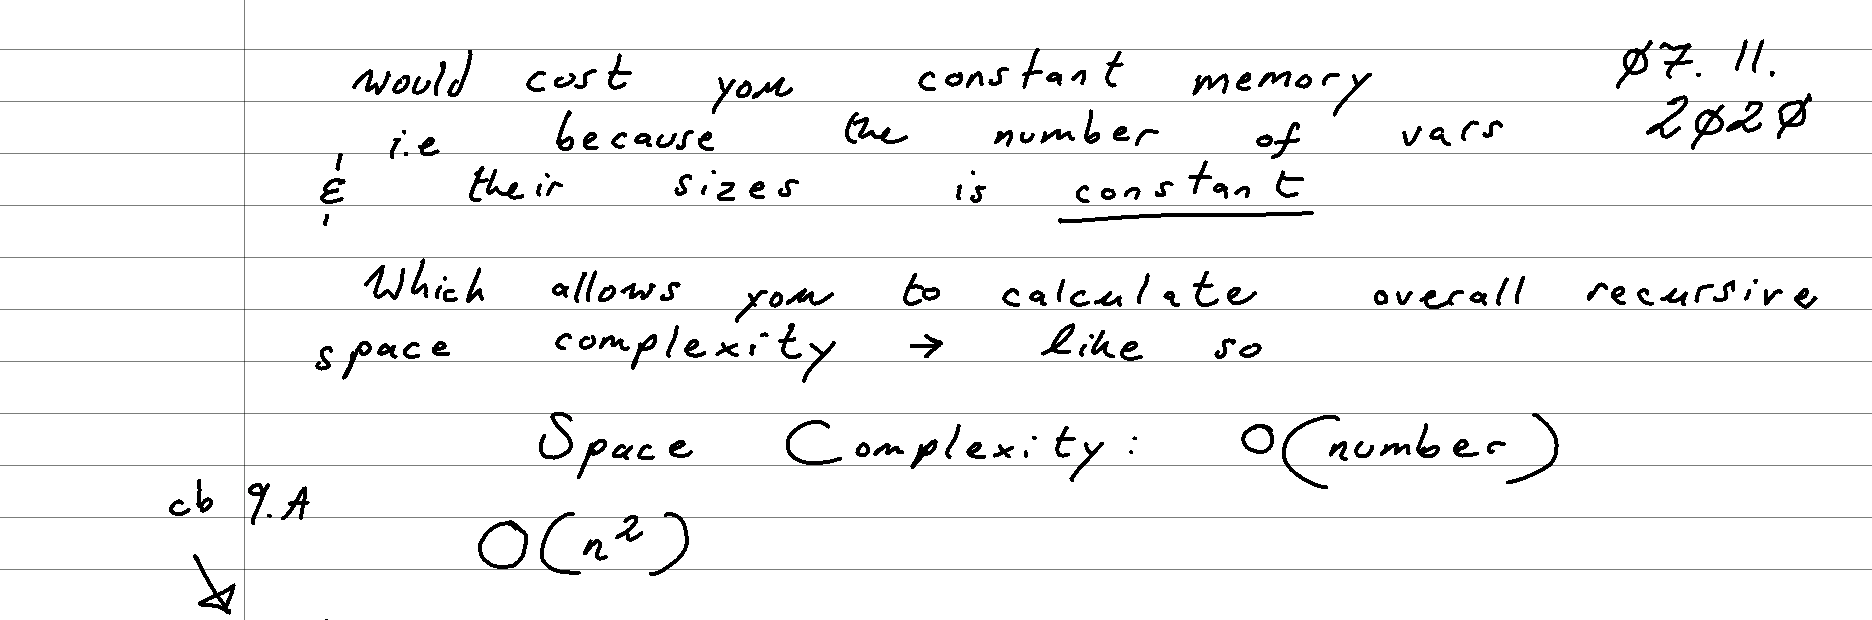 would cost you constant memory ø7. 11.
i.e because the number of vars 2ø2ø
& their sizes is constant
Which allows you to calculate overall recursive
space complexity → like so
Space Complexity: O(number)
cb 9.A
O(n²)